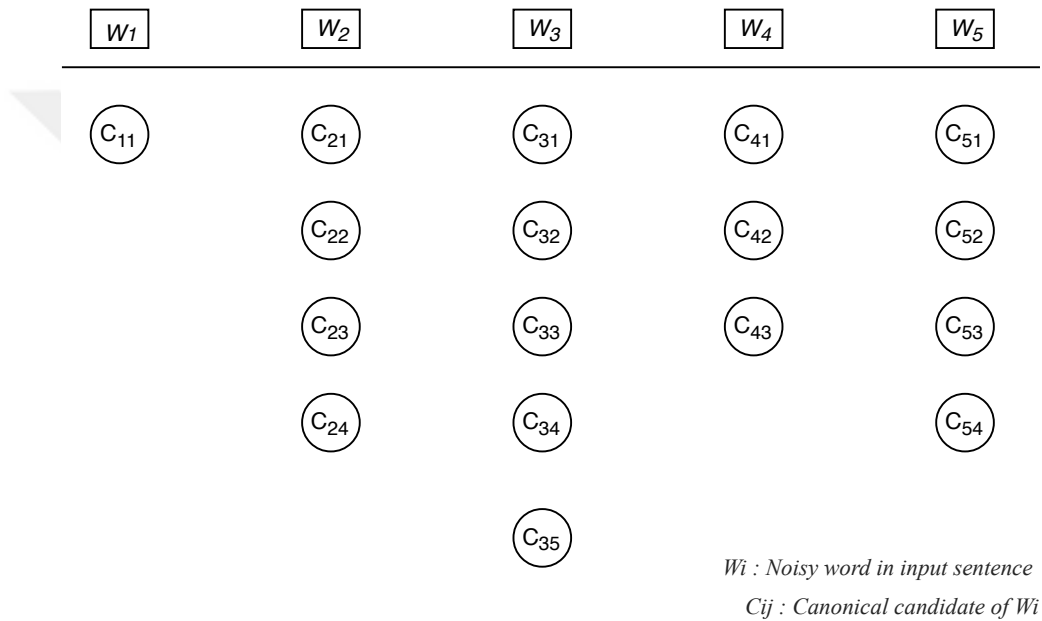 W1 W2 W3 W4 W5
C11 C21 C31 C41 C51
C22 C32 C42 C52
C23 C33 C43 C53
C24 C34 C54
C35
Wi : Noisy word in input sentence
Cij : Canonical candidate of Wi